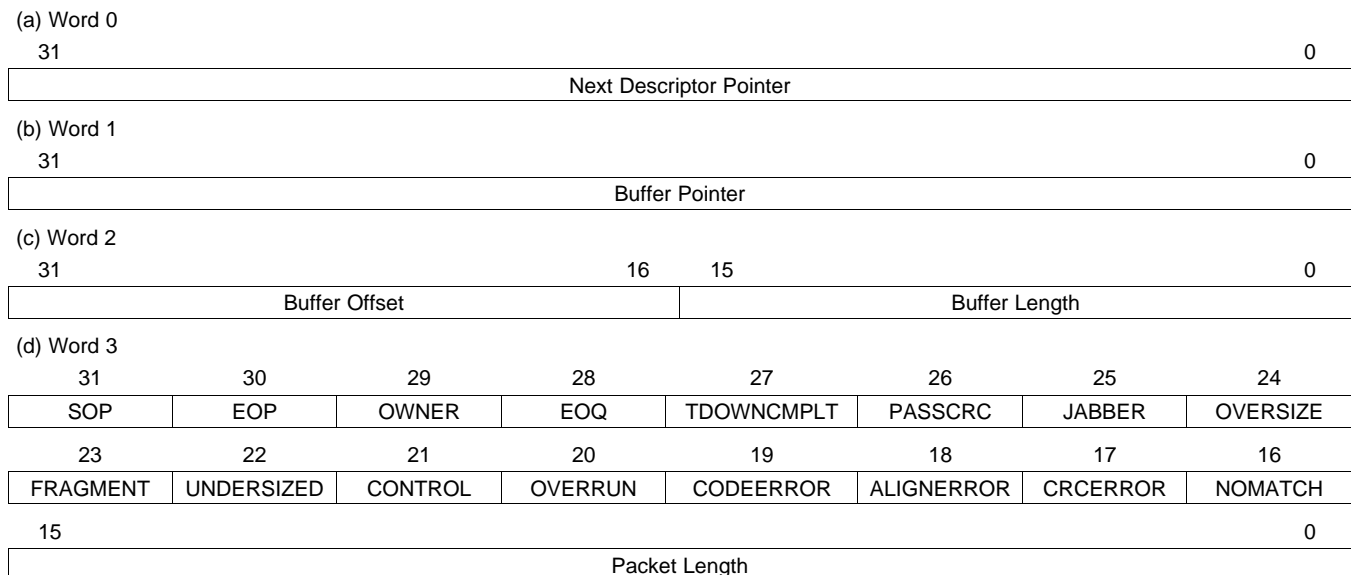 (a) Word 0
31 0
Next Descriptor Pointer
(b) Word 1
31 0
Buffer Pointer
(c) Word 2
31 16 15 0
Buffer Offset Buffer Length
(d) Word 3
31 30 29 28 27 26 25 24
SOP EOP OWNER EOQ TDOWNCMPLT PASSCRC JABBER OVERSIZE
23 22 21 20 19 18 17 16
FRAGMENT UNDERSIZED CONTROL OVERRUN CODEERROR ALIGNERROR CRCERROR NOMATCH
15 0
Packet Length